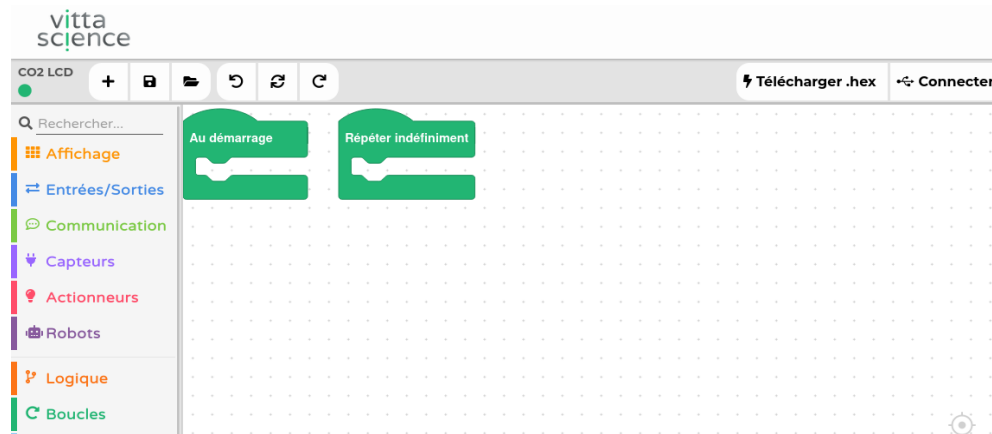 vitta
science
CO2 LCD
Télécharger .hex
Connecter
Rechercher...
Affichage
Entrées/Sorties
Communication
Capteurs
Actionneurs
Robots
Logique
Boucles
Au démarrage
Répéter indéfiniment